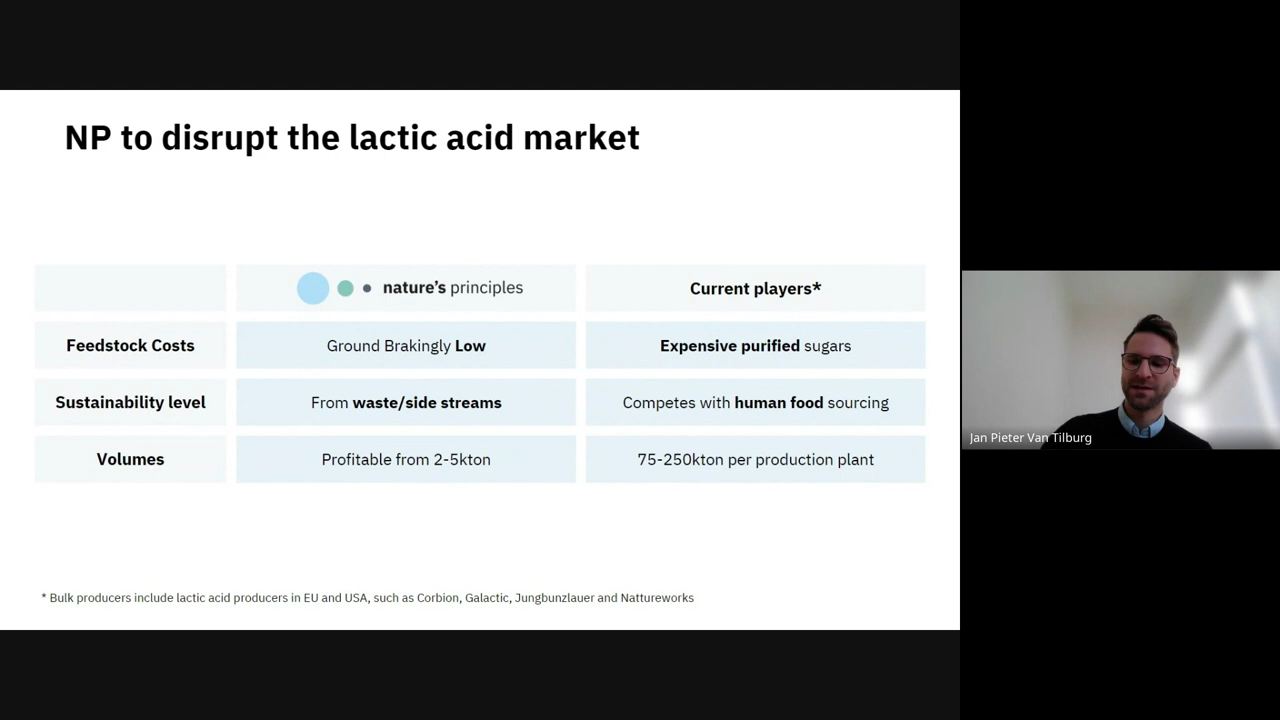 NP to disrupt the lactic acid market
nature's principles
Current players*
Feedstock Costs
Ground Brakingly Low
Expensive purified sugars
Sustainability level
From waste/side streams
Competes with human food sourcing
Volumes
Profitable from 2-5kton
75-250kton per production plant
* Bulk producers include lactic acid producers in EU and USA, such as Corbion, Galactic, Jungbunzlauer and Nattureworks
Jan Pieter Van Tilburg